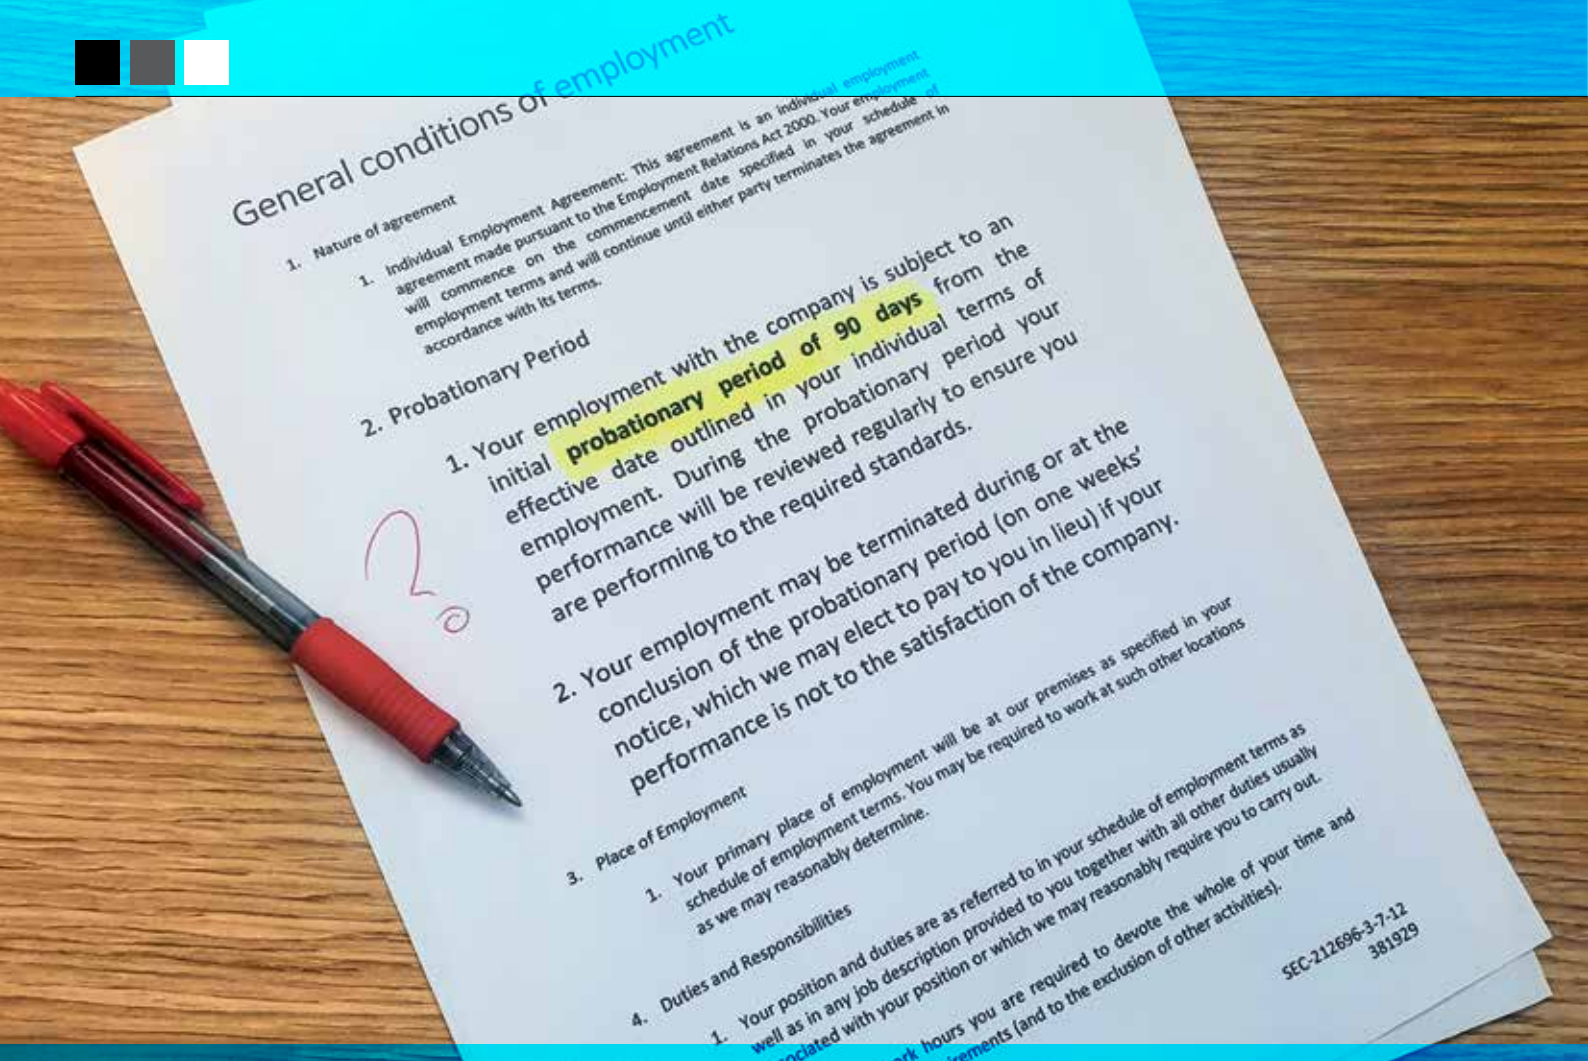 General conditions of employment
1. Nature of agreement
1. Individual Employment Agreement: This agreement is an individual employment
agreement made pursuant to the Employment Relations Act 2000. Your employment
will commence on the commencement date specified in your schedule of
employment terms and will continue until either party terminates the agreement in
accordance with its terms.
2. Probationary Period
1. Your employment with the company is subject to an
initial probationary period of 90 days from the
effective date outlined in your individual terms of
employment. During the probationary period your
performance will be reviewed regularly to ensure you
are performing to the required standards.
?
2. Your employment may be terminated during or at the
conclusion of the probationary period (on one weeks'
notice, which we may elect to pay to you in lieu) if your
performance is not to the satisfaction of the company.
3. Place of Employment
1. Your primary place of employment will be at our premises as specified in your
schedule of employment terms. You may be required to work at such other locations
as we may reasonably determine.
4. Duties and Responsibilities
1. Your position and duties are as referred to in your schedule of employment terms as
well as in any job description provided to you together with all other duties usually
associated with your position or which we may reasonably require you to carry out.
hours you are required to devote the whole of your time and
(and to the exclusion of other activities).
SEC-212696-3-7-12
381929